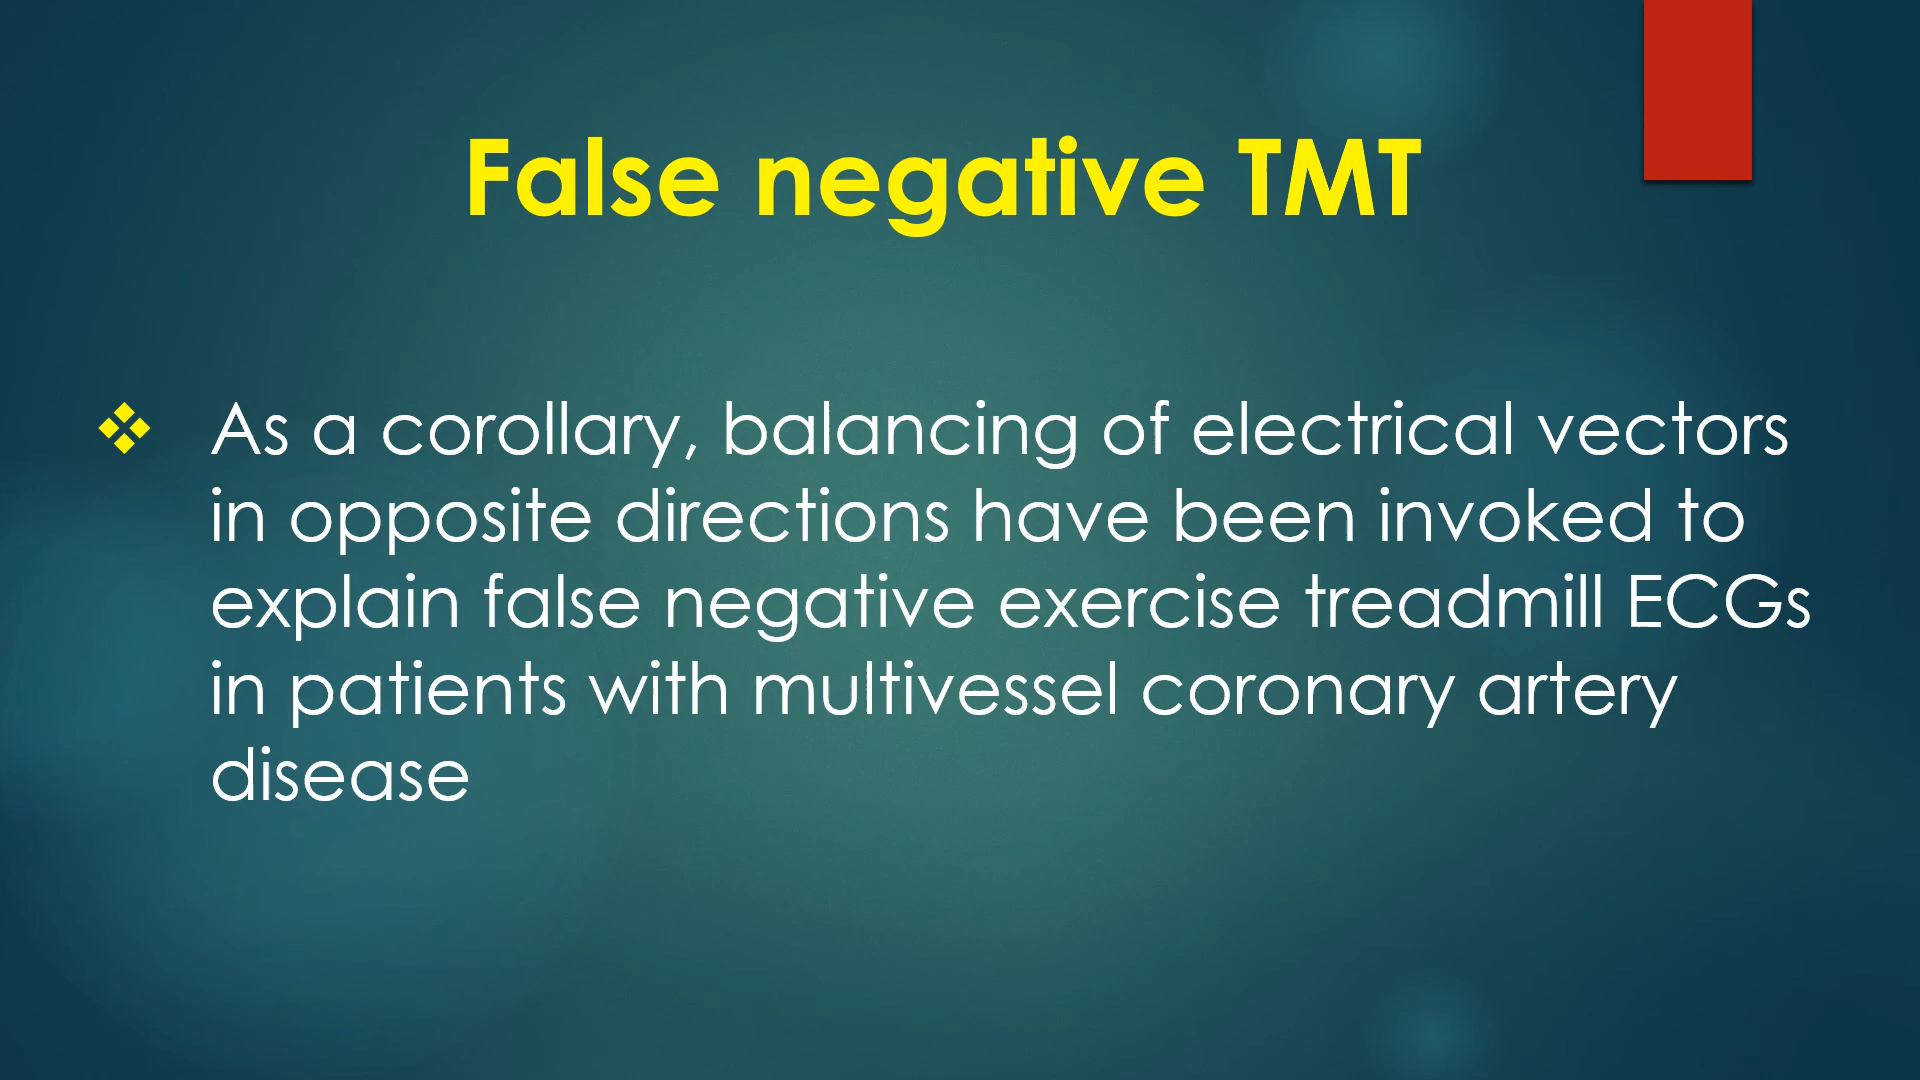 False negative TMT
As a corollary, balancing of electrical vectors
in opposite directions have been invoked to
explain false negative exercise treadmill ECGs
in patients with multivessel coronary artery
disease